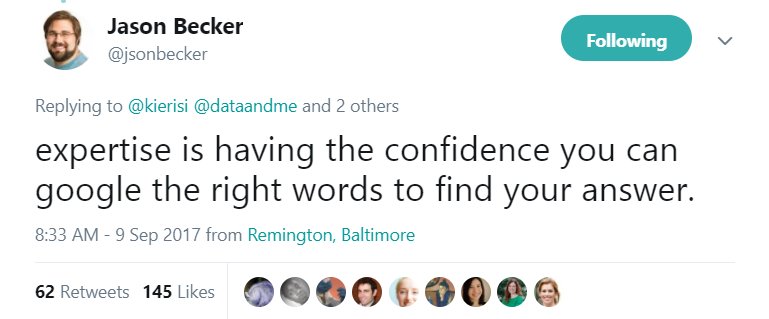 Jason Becker
Following
@jsonbecker
Replying to @kierisi @dataandme and 2 others
expertise is having the confidence you can
google the right words to find your answer.
8:33 AM - 9 Sep 2017 from Remington, Baltimore
62 Retweets 145 Likes